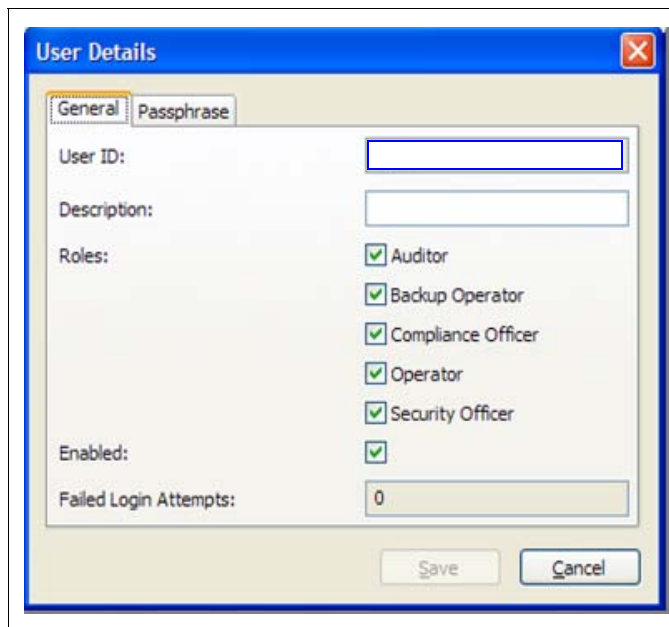 User Details
General Passphrase
User ID:
Description:
Roles: Auditor
Backup Operator
Compliance Officer
Operator
Security Officer
Enabled:
Failed Login Attempts: 0
Save Cancel